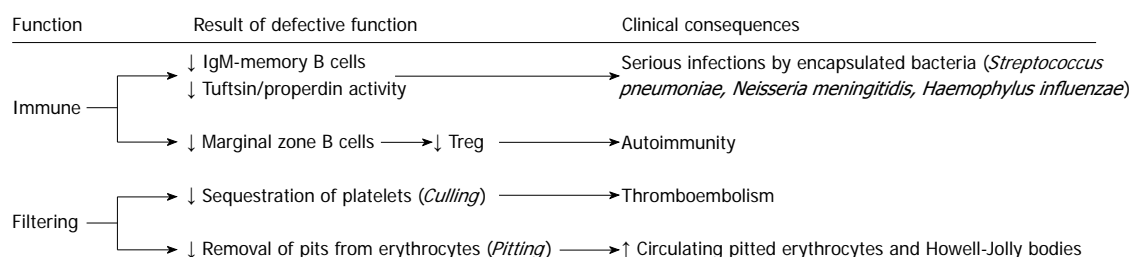 Function Result of defective function Clinical consequences
↓ IgM-memory B cells
↓ Tuftsin/properdin activity
Serious infections by encapsulated bacteria (Streptococcus
pneumoniae, Neisseria meningitidis, Haemophylus influenzae)
Immune
↓ Marginal zone B cells ↓ Treg Autoimmunity
↓ Sequestration of platelets (Culling) Thromboembolism
Filtering
↓ Removal of pits from erythrocytes (Pitting) ↑ Circulating pitted erythrocytes and Howell-Jolly bodies